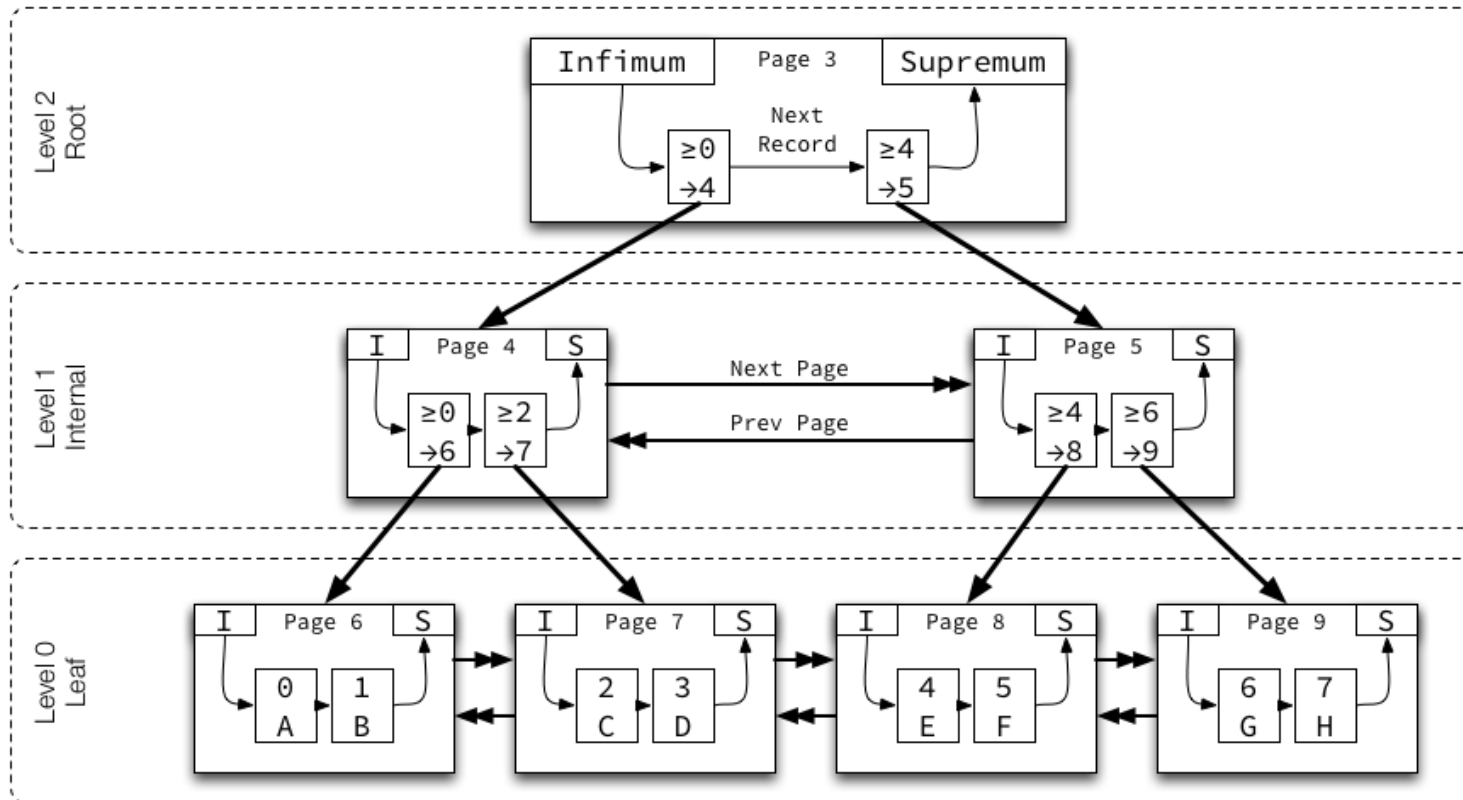 Level 2
Root
Infimum Page 3 Supremum
Next
Record
≥0 ≥4
→4 →5
Level 1
Internal
I Page 4 S
≥0 ≥2
→6 →7
Next Page
Prev Page
I Page 5 S
≥4 ≥6
→8 →9
Level 0
Leaf
I Page 6 S
0 1
A B
I Page 7 S
2 3
C D
I Page 8 S
4 5
E F
I Page 9 S
6 7
G H